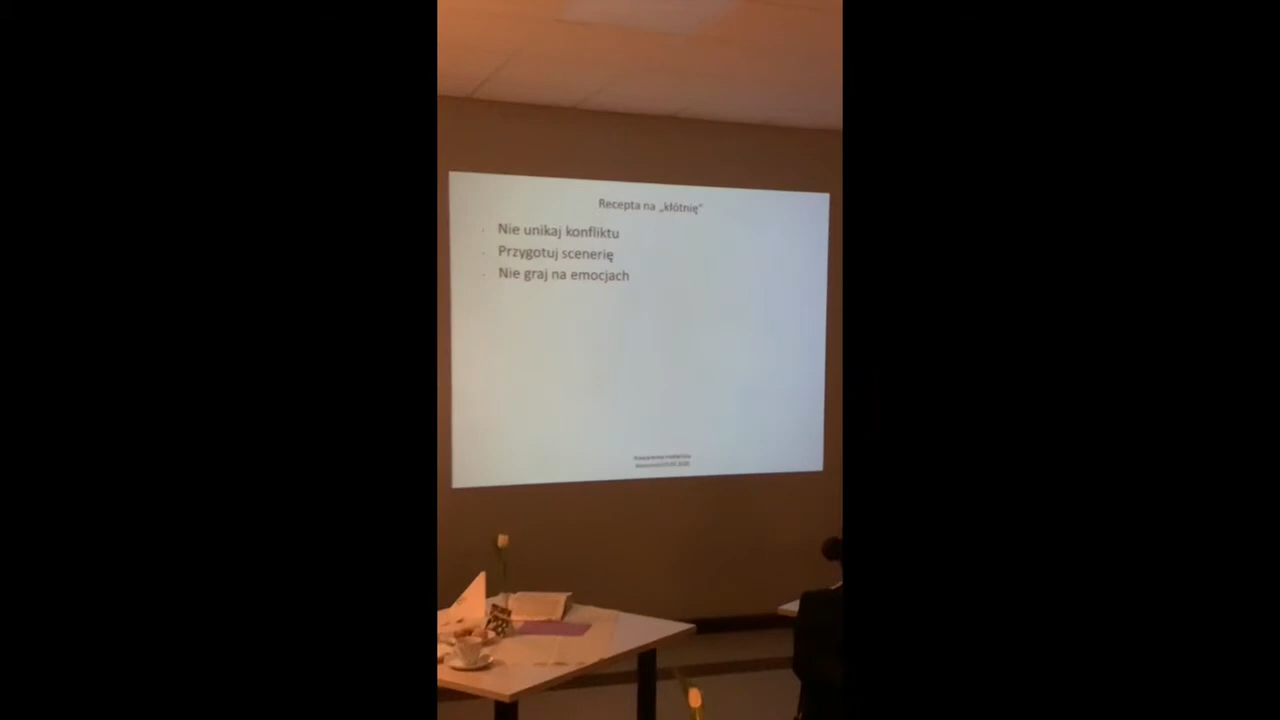 Recepta na „kłótnię”
- Nie unikaj konfliktu
- Przygotuj scenerię
- Nie graj na emocjach